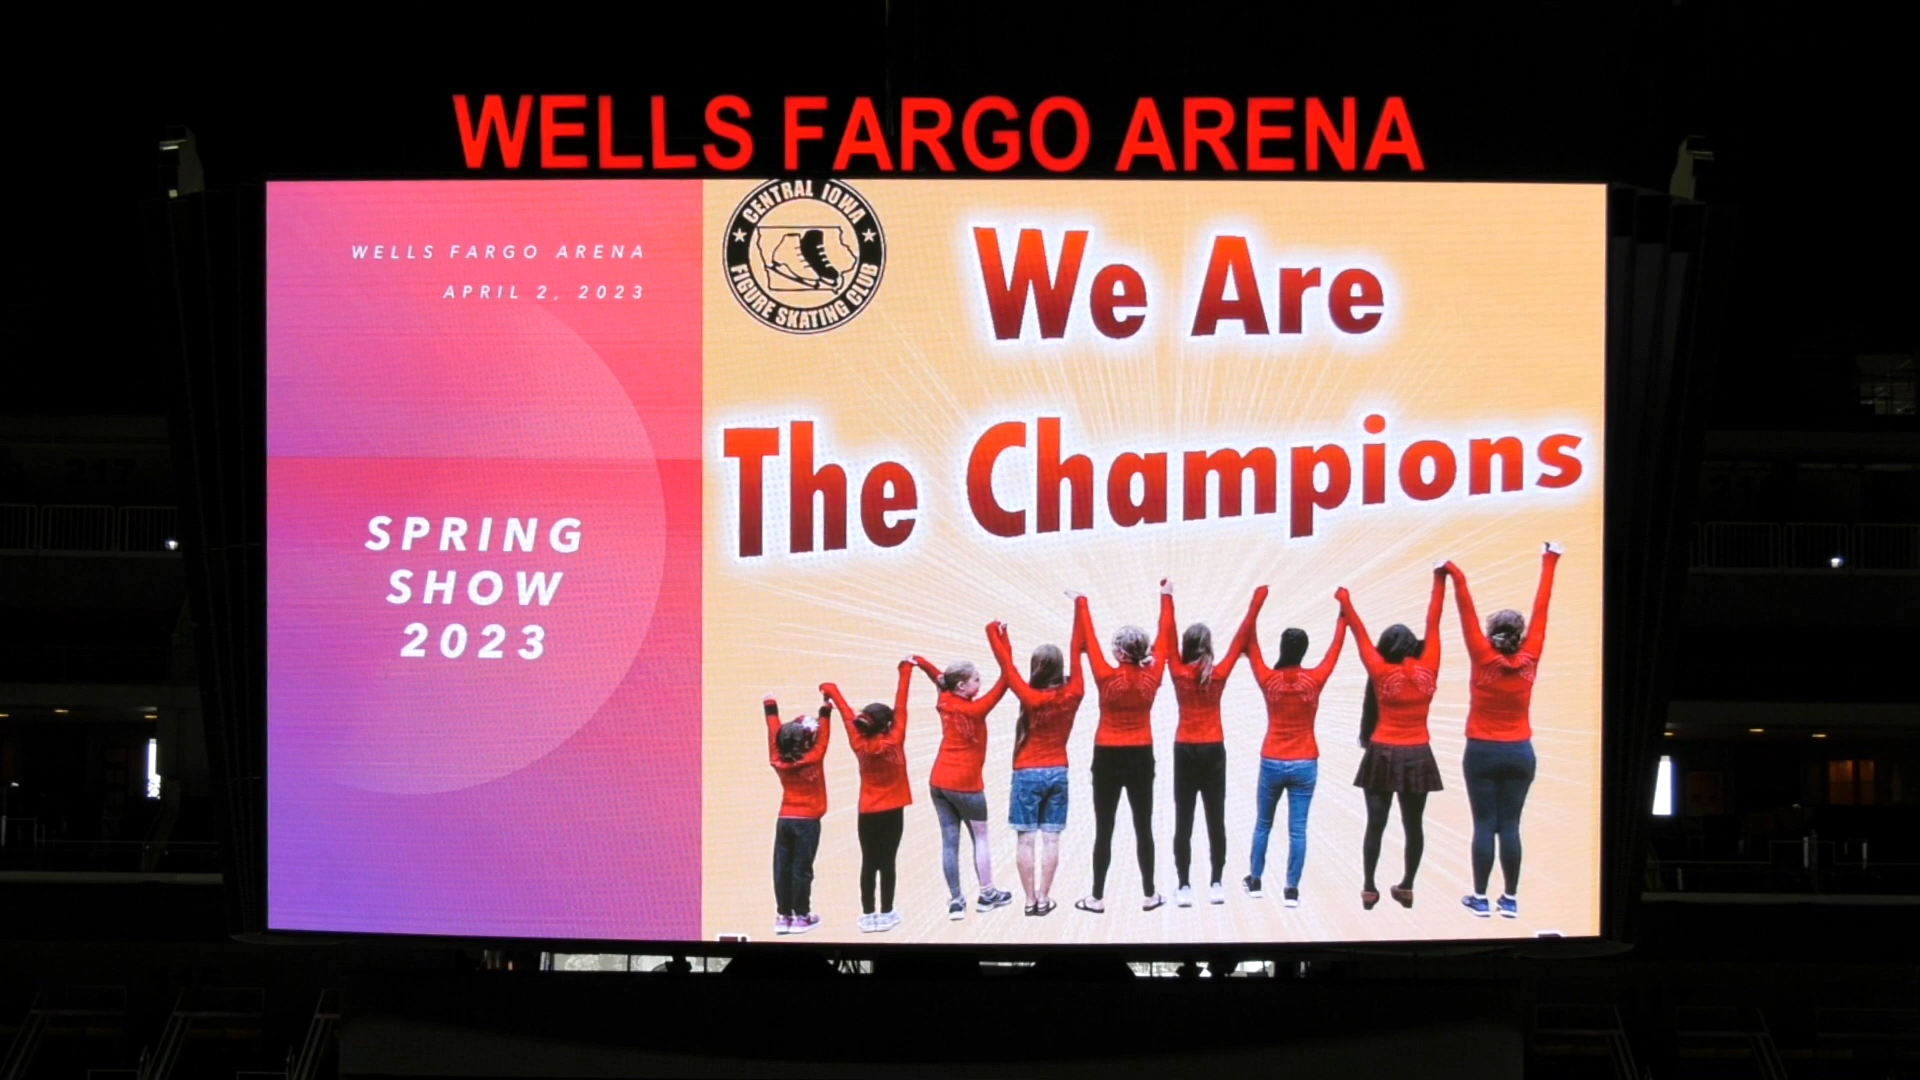 WELLS FARGO ARENA
WELLS FARGO ARENA
APRIL 2, 2023
SPRING
SHOW
2023
CENTRAL IOWA
FIGURE SKATING CLUB
We Are
The Champions
217